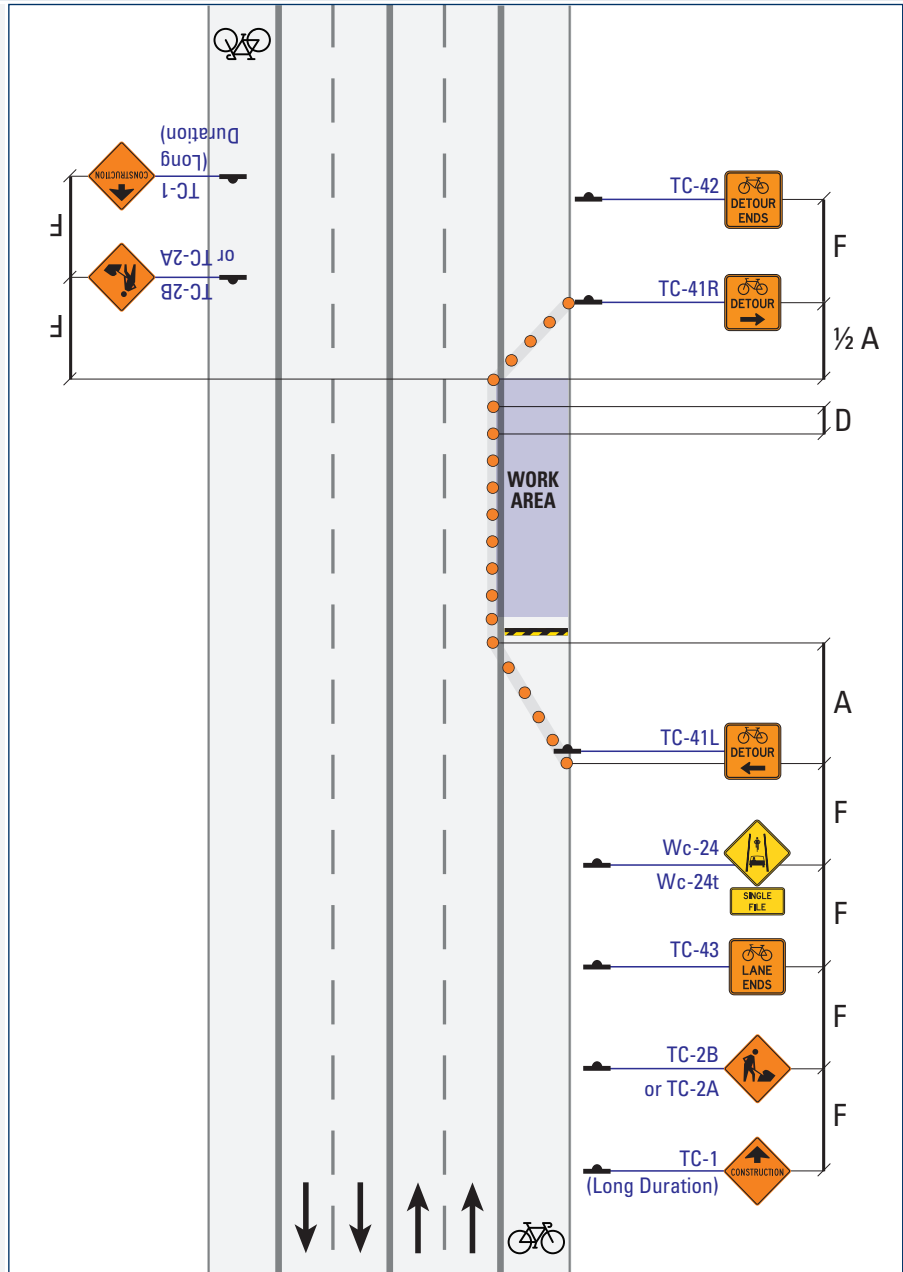 CONSTRUCTION
TC-1
(Long
Duration)
F
TC-2B
or TC-2A
F
TC-42
DETOUR
ENDS
F
TC-41R
DETOUR
½ A
D
WORK
AREA
A
TC-41L
DETOUR
F
Wc-24
Wc-24t
SINGLE
FILE
F
TC-43
LANE
ENDS
F
TC-2B
or TC-2A
F
TC-1
(Long Duration)
CONSTRUCTION